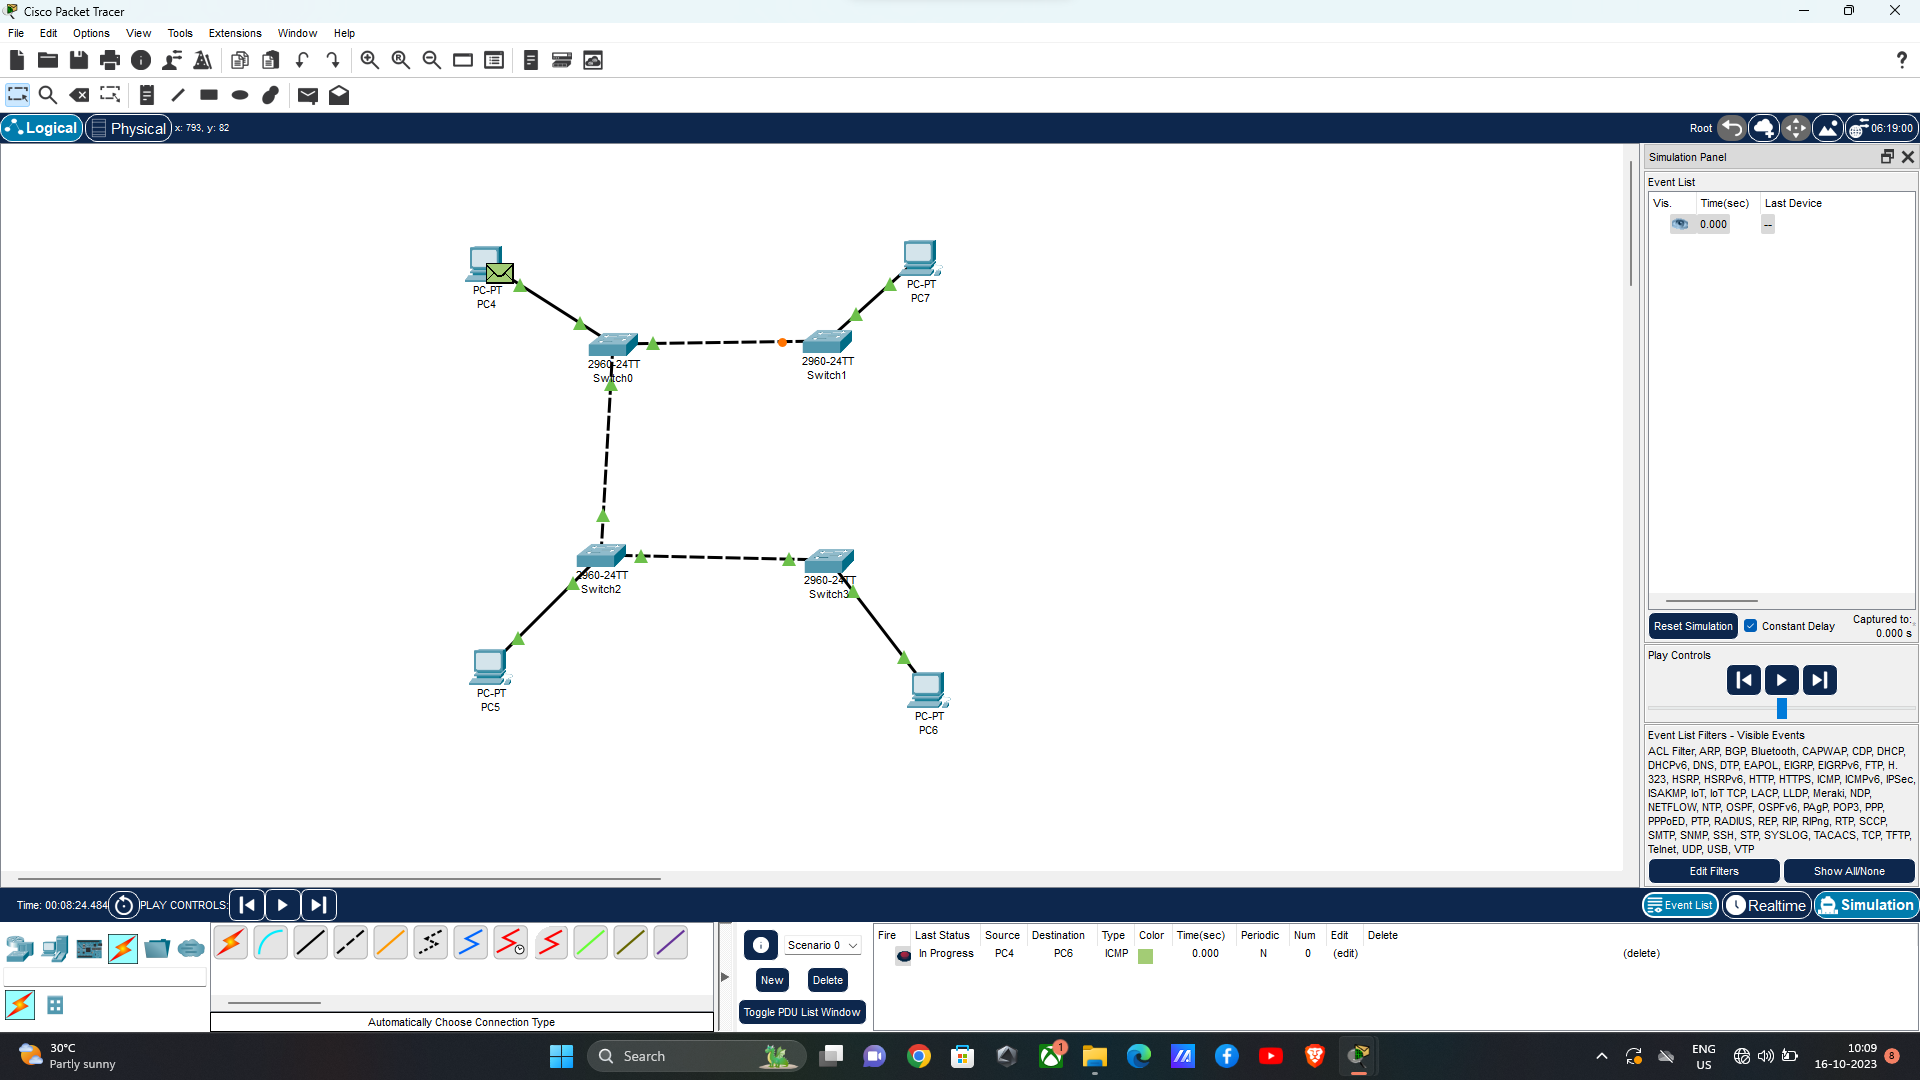 Cisco Packet Tracer
File Edit Options View Tools Extensions Window Help
Logical Physical x: 793, y: 82
Root 06:19:00
PC-PT
PC4
PC-PT
PC7
2960-24TT
Switch0
2960-24TT
Switch1
2960-24TT
Switch2
2960-24TT
Switch3
PC-PT
PC5
PC-PT
PC6
Simulation Panel
Event List
Vis. Time(sec) Last Device
0.000 --
Reset Simulation Constant Delay Captured to:
0.000 s
Play Controls
Event List Filters - Visible Events
ACL Filter, ARP, BGP, Bluetooth, CAPWAP, CDP, DHCP,
DHCPv6, DNS, DTP, EAPOL, EIGRP, EIGRPv6, FTP, H.
323, HSRP, HSRPv6, HTTP, HTTPS, ICMP, ICMPv6, IPSec,
ISAKMP, IoT, IoT TCP, LACP, LLDP, Meraki, NDP,
NETFLOW, NTP, OSPF, OSPFv6, PAgP, POP3, PPP,
PPPoED, PTP, RADIUS, REP, RIP, RIPng, RTP, SCCP,
SMTP, SNMP, SSH, STP, SYSLOG, TACACS, TCP, TFTP,
Telnet, UDP, USB, VTP
Edit Filters Show All/None
Time: 00:08:24.484 PLAY CONTROLS:
Event List Realtime Simulation
Automatically Choose Connection Type
Scenario 0
New Delete
Toggle PDU List Window
Fire Last Status Source Destination Type Color Time(sec) Periodic Num Edit Delete
In Progress PC4 PC6 ICMP 0.000 N 0 (edit) (delete)
30°C
Partly sunny
Search
1
ENG
US
10:09
16-10-2023
8